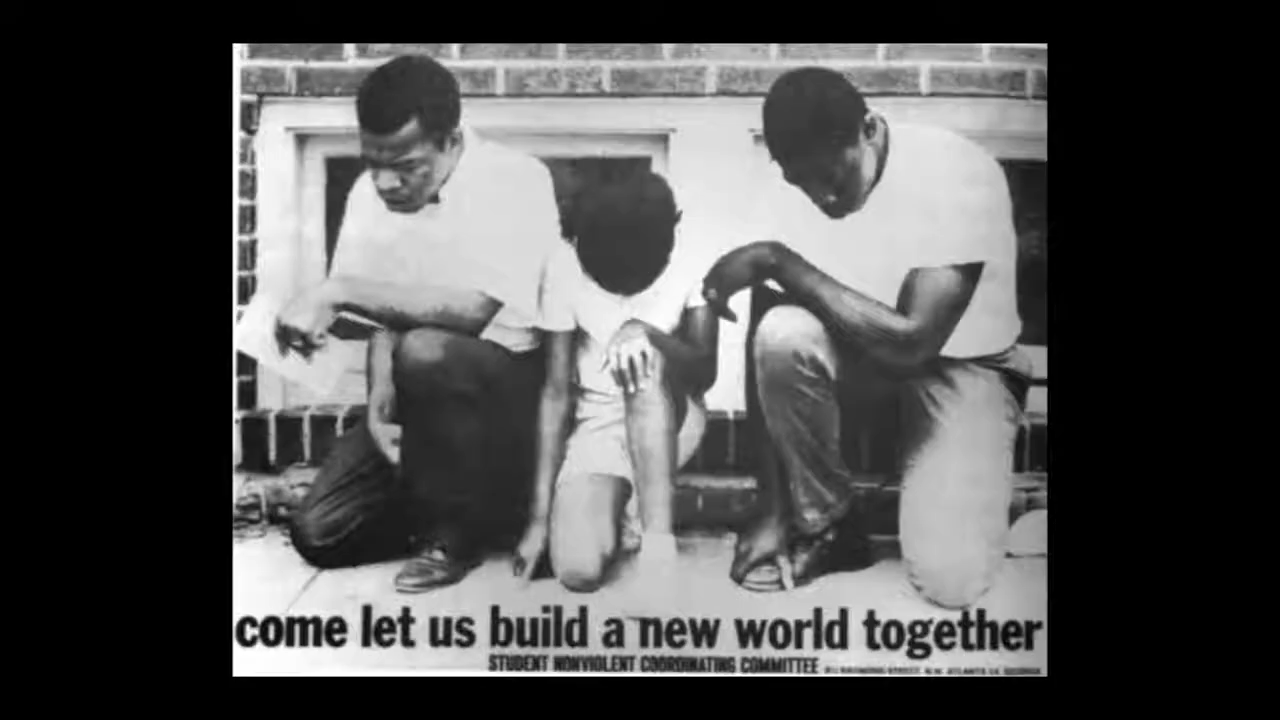 come let us build a new world together
STUDENT NONVIOLENT COORDINATING COMMITTEE